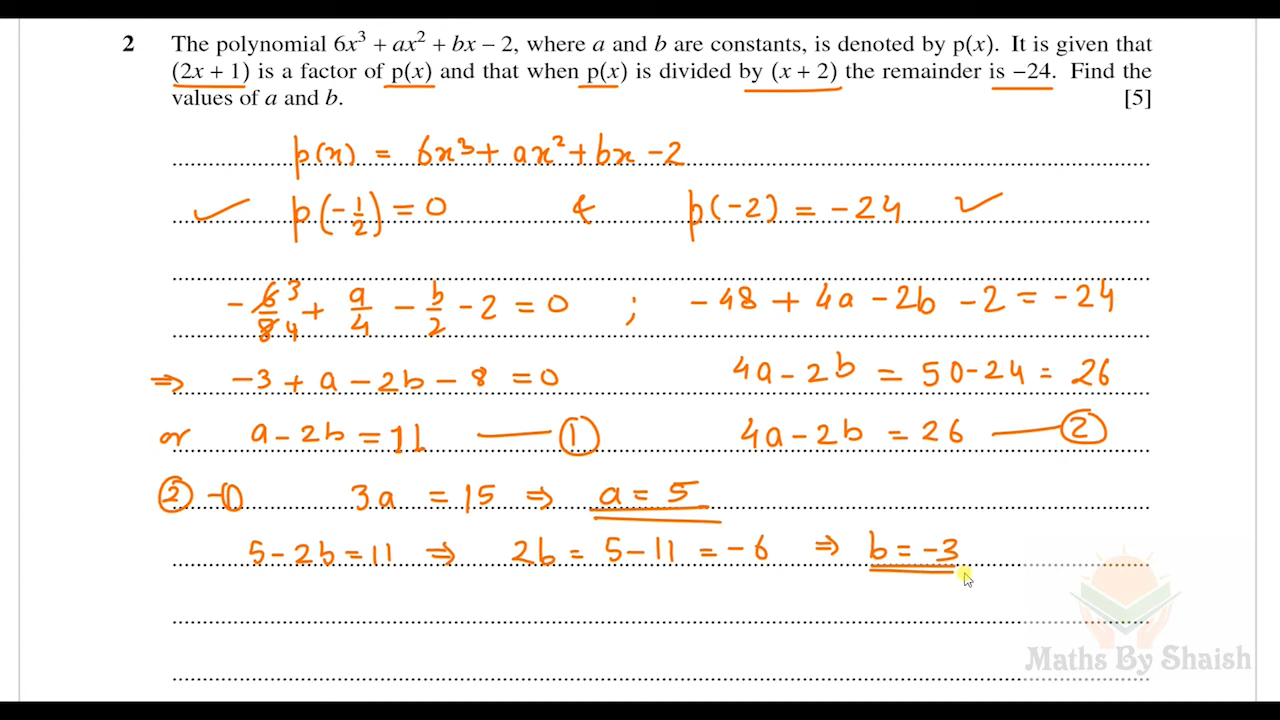 2 The polynomial 6x³ + ax² + bx − 2, where a and b are constants, is denoted by p(x). It is given that
(2x + 1) is a factor of p(x) and that when p(x) is divided by (x + 2) the remainder is −24. Find the
values of a and b. [5]
p(x) = 6x³ + ax² + bx − 2
✓ p(−1/2) = 0 & p(−2) = −24 ✓
−6/8 3/4 + a/4 − b/2 − 2 = 0 ; −48 + 4a − 2b − 2 = −24
⇒ −3 + a − 2b − 8 = 0 4a − 2b = 50 − 24 = 26
or a − 2b = 11 — ① 4a − 2b = 26 — ②
② − ① 3a = 15 ⇒ a = 5
5 − 2b = 11 ⇒ 2b = 5 − 11 = −6 ⇒ b = −3
Maths By Shaish